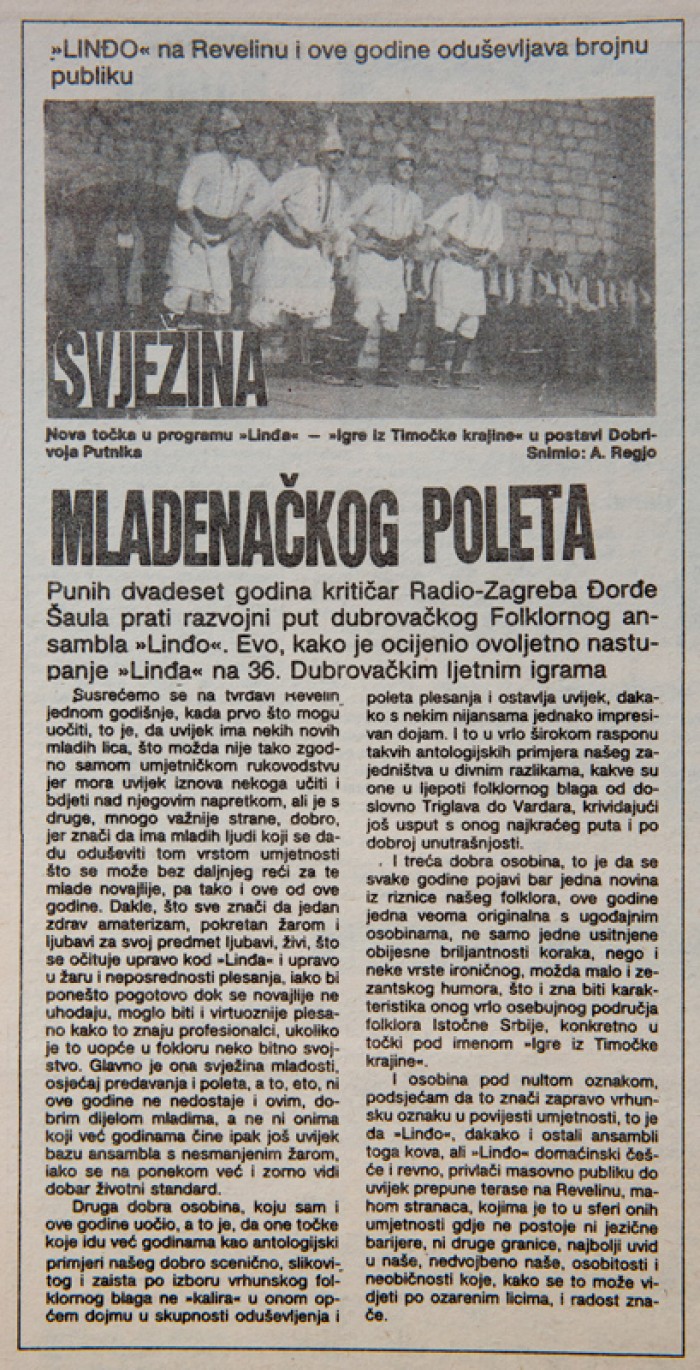 »LINĐO« na Revelinu i ove godine oduševljava brojnu
publiku
SVJEŽINA
Nova točka u programu »Linđa« — »Igre iz Timočke krajine« u postavi Dobri-
voja Putnika
Snimio: A. Regjo
MLADENAČKOG POLETA
Punih dvadeset godina kritičar Radio-Zagreba Đorđe
Šaula prati razvojni put dubrovačkog Folklornog an-
sambla »Linđo«. Evo, kako je ocijenio ovoljetno nastu-
panje »Linđa« na 36. Dubrovačkim ljetnim igrama
Susrećemo se na tvrđavi Revelin
jednom godišnje, kada prvo što mogu
uočiti, to je, da uvijek ima nekih novih
mladih lica, što možda nije tako zgod-
no samom umjetničkom rukovodstvu
jer mora uvijek iznova nekoga učiti i
bdjeti nad njegovim napretkom, ali je s
druge, mnogo važnije strane, dobro,
jer znači da ima mladih ljudi koji se da-
du oduševiti tom vrstom umjetnosti
što se može bez daljnjeg reći za te
mlade novajlije, pa tako i ove od ove
godine. Dakle, što sve znači da jedan
zdrav amaterizam, pokretan žarom i
ljubavi za svoj predmet ljubavi, živi, što
se očituje upravo kod »Linđa« i upravo
u žaru i neposrednosti plesanja, iako bi
ponešto pogotovo dok se novajlije ne
uhodaju, moglo biti i virtuoznije plesa-
no kako to znaju profesionalci, ukoliko
je to uopće u fokloru neko bitno svoj-
stvo. Glavno je ona svježina mladosti,
osjećaj predavanja i poleta, a to, eto, ni
ove godine ne nedostaje i ovim, do-
brim dijelom mladima, a ne ni onima
koji već godinama čine ipak još uvijek
bazu ansambla s nesmanjenim žarom,
iako se na ponekom već i zorno vidi
dobar životni standard.
Druga dobra osobina, koju sam i
ove godine uočio, a to je, da one točke
koje idu već godinama kao antologijski
primjeri našeg dobro scenično, slikovi-
tog i zaista po izboru vrhunskog fol-
klornog blaga ne »kalira« u onom op-
ćem dojmu u skupnosti oduševljenja i
poleta plesanja i ostavlja uvijek, daka-
ko s nekim nijansama jednako impresi-
van dojam. I to u vrlo širokom rasponu
takvih antologijskih primjera našeg za-
jedništva u divnim razlikama, kakve su
one u ljepoti folklornog blaga od do-
slovno Triglava do Vardara, krividajući
još usput s onog najkraćeg puta i po
dobroj unutrašnjosti.
I treća dobra osobina, to je da se
svake godine pojavi bar jedna novina
iz riznice našeg folklora, ove godine
jedna veoma originalna s ugođajnim
osobinama, ne samo jedne usitnjene
obijesne briljantnosti koraka, nego i
neke vrste ironičnog, možda malo i ze-
zantskog humora, što i zna biti karak-
teristika onog vrlo osebujnog područja
folklora Istočne Srbije, konkretno u
točki pod imenom »Igre iz Timočke
krajine«.
I osobina pod nultom oznakom,
podsjećam da to znači zapravo vrhun-
sku oznaku u povijesti umjetnosti, to je
da »Linđo«, dakako i ostali ansambli
toga kova, ali »Linđo« domaćinski češ-
će i revno, privlači masovno publiku do
uvijek prepune terase na Revelinu, ma-
hom stranaca, kojima je to u sferi onih
umjetnosti gdje ne postoje ni jezične
barijere, ni druge granice, najbolji uvid
u naše, nedvojbeno naše, osobitosti i
neobičnosti koje, kako se to može vi-
djeti po ozarenim licima, i radost zna-
če.